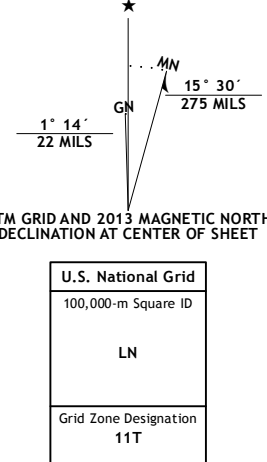 ★
MN
15° 30´
275 MILS
GN
1° 14´
22 MILS
TM GRID AND 2013 MAGNETIC NORTH
DECLINATION AT CENTER OF SHEET
U.S. National Grid
100,000-m Square ID
LN
Grid Zone Designation
11T